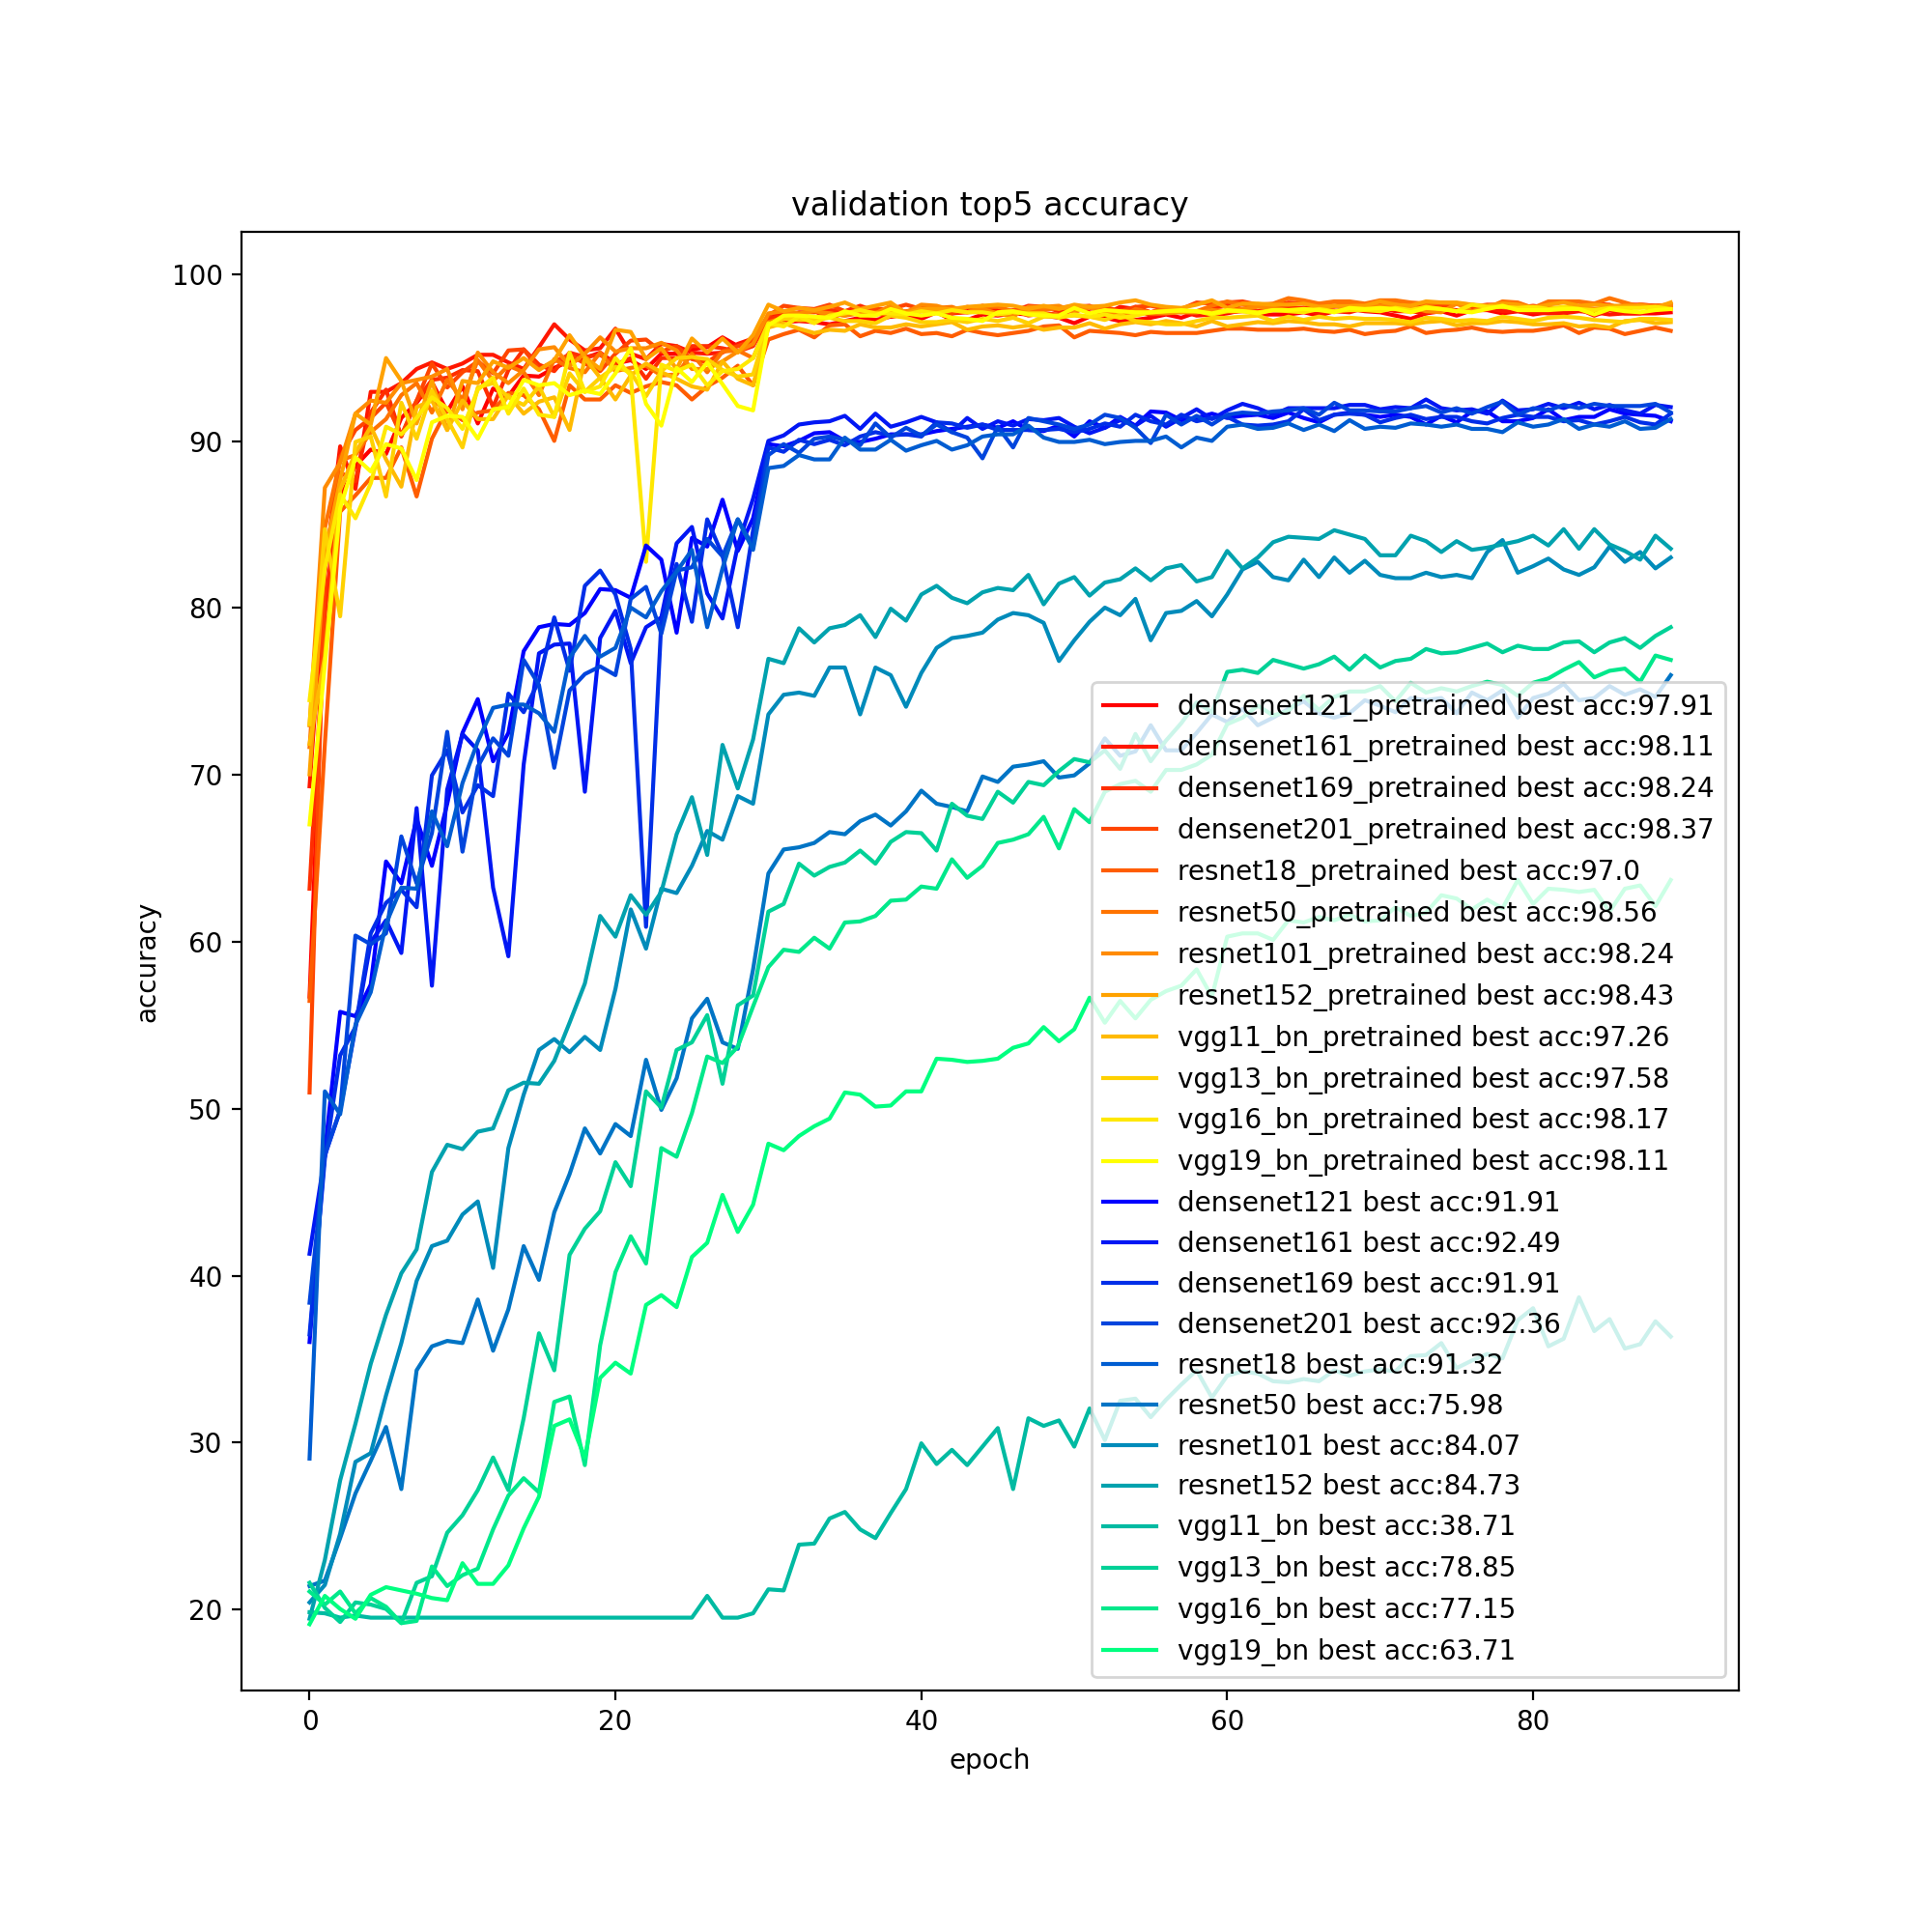 validation top5 accuracy
100
90
80
70
60
50
40
30
20
accuracy
densenet121_pretrained best acc:97.91
densenet161_pretrained best acc:98.11
densenet169_pretrained best acc:98.24
densenet201_pretrained best acc:98.37
resnet18_pretrained best acc:97.0
resnet50_pretrained best acc:98.56
resnet101_pretrained best acc:98.24
resnet152_pretrained best acc:98.43
vgg11_bn_pretrained best acc:97.26
vgg13_bn_pretrained best acc:97.58
vgg16_bn_pretrained best acc:98.17
vgg19_bn_pretrained best acc:98.11
densenet121 best acc:91.91
densenet161 best acc:92.49
densenet169 best acc:91.91
densenet201 best acc:92.36
resnet18 best acc:91.32
resnet50 best acc:75.98
resnet101 best acc:84.07
resnet152 best acc:84.73
vgg11_bn best acc:38.71
vgg13_bn best acc:78.85
vgg16_bn best acc:77.15
vgg19_bn best acc:63.71
0 20 40 60 80
epoch